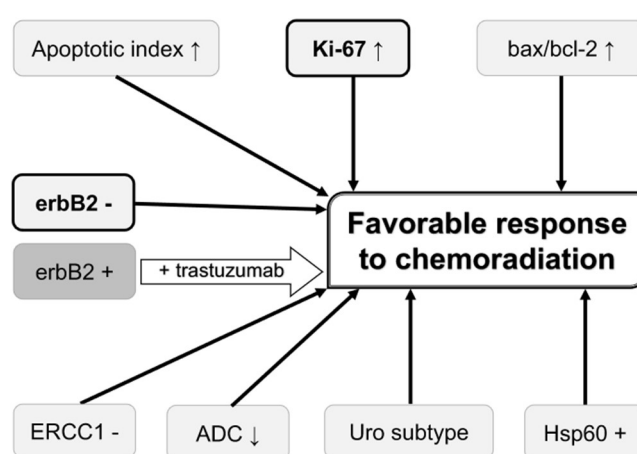 Apoptotic index ↑
Ki-67 ↑
bax/bcl-2 ↑
erbB2 -
Favorable response
to chemoradiation
erbB2 +
+ trastuzumab
ERCC1 -
ADC ↓
Uro subtype
Hsp60 +